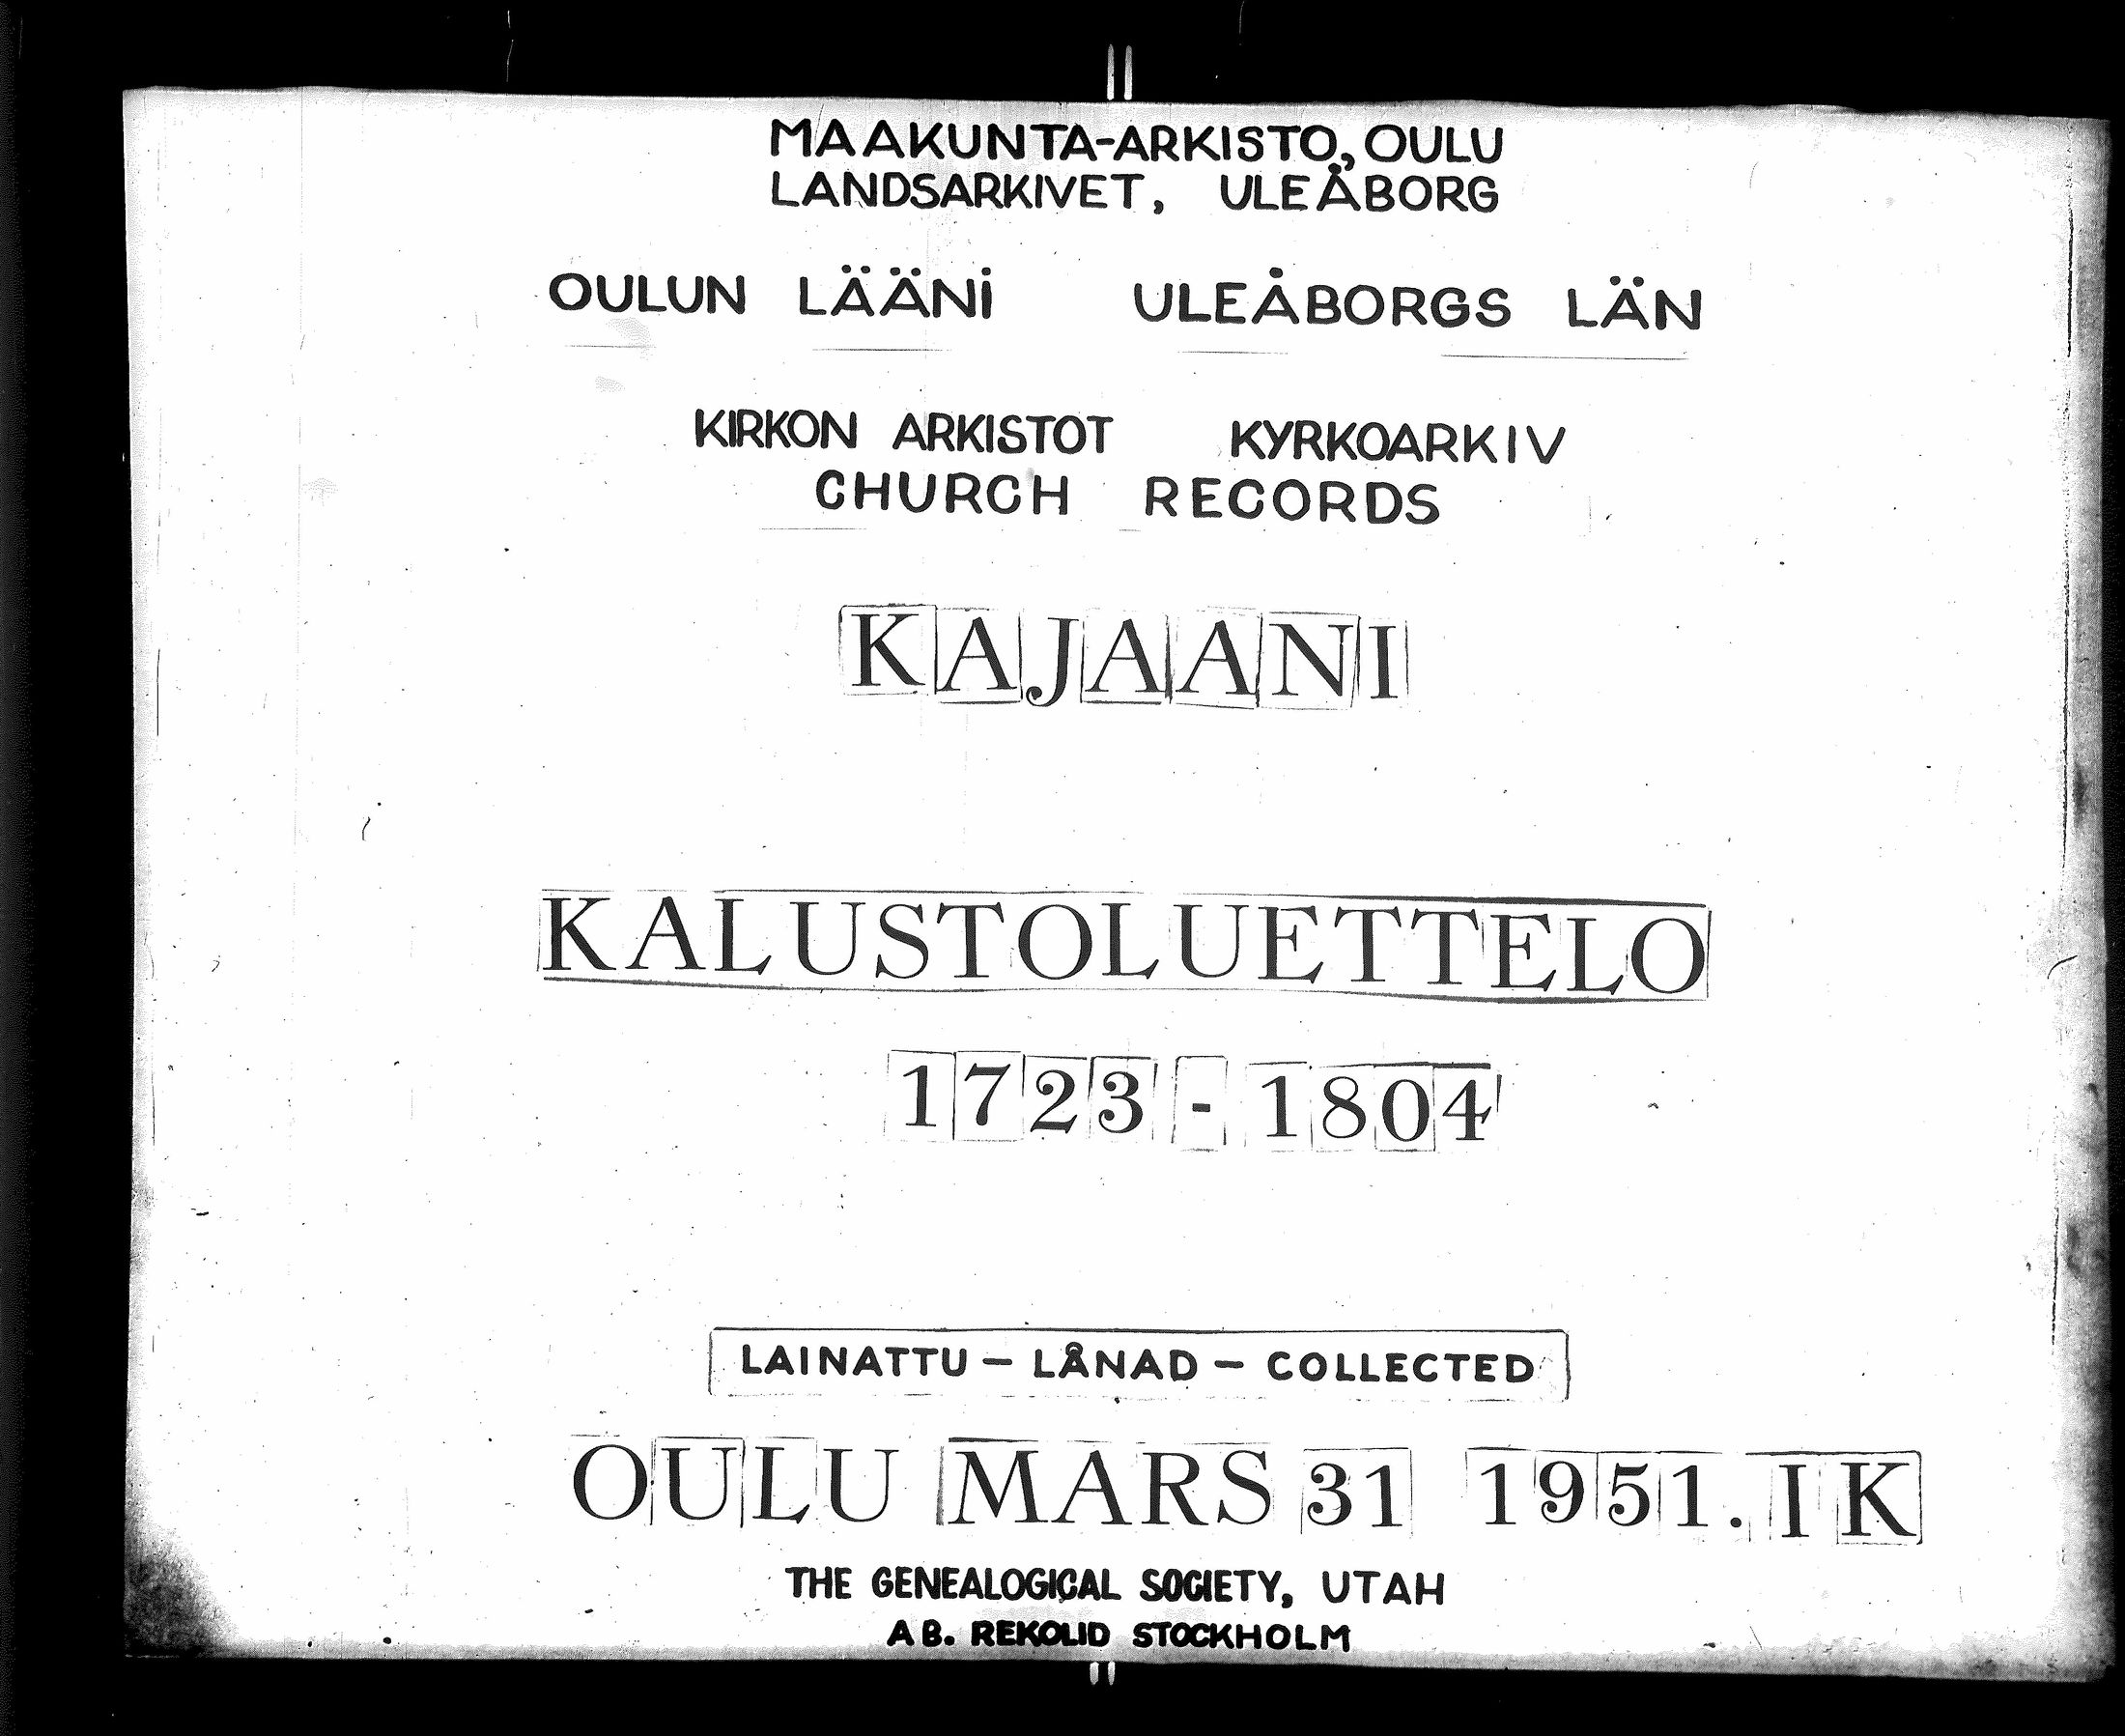 MAAKUNTA-ARKISTO, OULU
LANDSARKIVET, ULEÅBORG
OULUN LÄÄNI ULEÅBORGS LÄN
KIRKON ARKISTOT KYRKOARKIV
CHURCH RECORDS
KAJAANI
KALUSTOLUETTELO
1723 - 1804
LAINATTU - LÅNAD - COLLECTED
OULU MARS 31 1951. IK
THE GENEALOGICAL SOCIETY, UTAH
AB. REKOLID STOCKHOLM